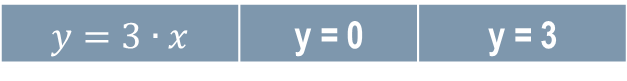 y = 3 · x y = 0 y = 3